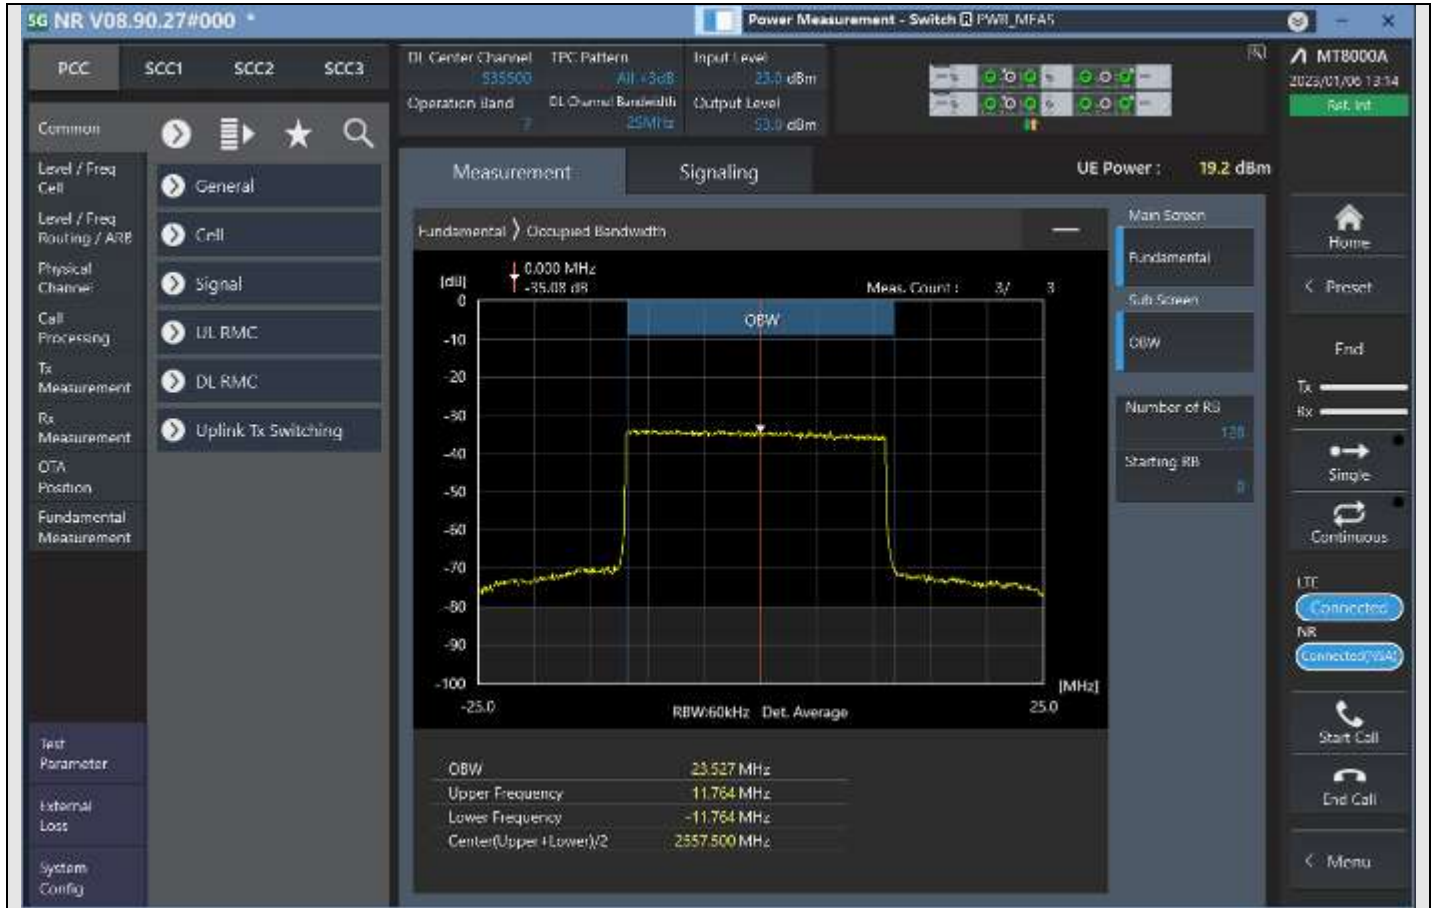 5G NR V08.90.27#000 *
Power Measurement - Switch PWR_MEAS
PCC
SCC1
SCC2
SCC3
DL Center Channel
535500
TPC Pattern
All +3dB
Input Level
23.0 dBm
Operation Band
7
DL Channel Bandwidth
25MHz
Output Level
53.0 dBm
MT8000A
2023/01/06 13:14
Ref. Int
Common
Level / Freq
Cell
Level / Freq
Routing / ARB
Physical
Channel
Call
Processing
Tx
Measurement
Rx
Measurement
OTA
Position
Fundamental
Measurement
General
Cell
Signal
UL RMC
DL RMC
Uplink Tx Switching
Test
Parameter
External
Loss
System
Config
Measurement
Signaling
UE Power : 19.2 dBm
Fundamental
Occupied Bandwidth
[dB]
0.000 MHz
-35.08 dB
Meas. Count : 3/ 3
OBW
0
-10
-20
-30
-40
-50
-60
-70
-80
-90
-100
[MHz]
-25.0
RBW:60kHz Det. Average
25.0
OBW 23.527 MHz
Upper Frequency 11.764 MHz
Lower Frequency -11.764 MHz
Center(Upper+Lower)/2 2557.500 MHz
Main Screen
Fundamental
Sub Screen
OBW
Number of RB
128
Starting RB
0
Home
< Preset
End
Tx
Rx
Single
Continuous
LTE
Connected
NR
Connected(NSA)
Start Call
End Call
< Menu